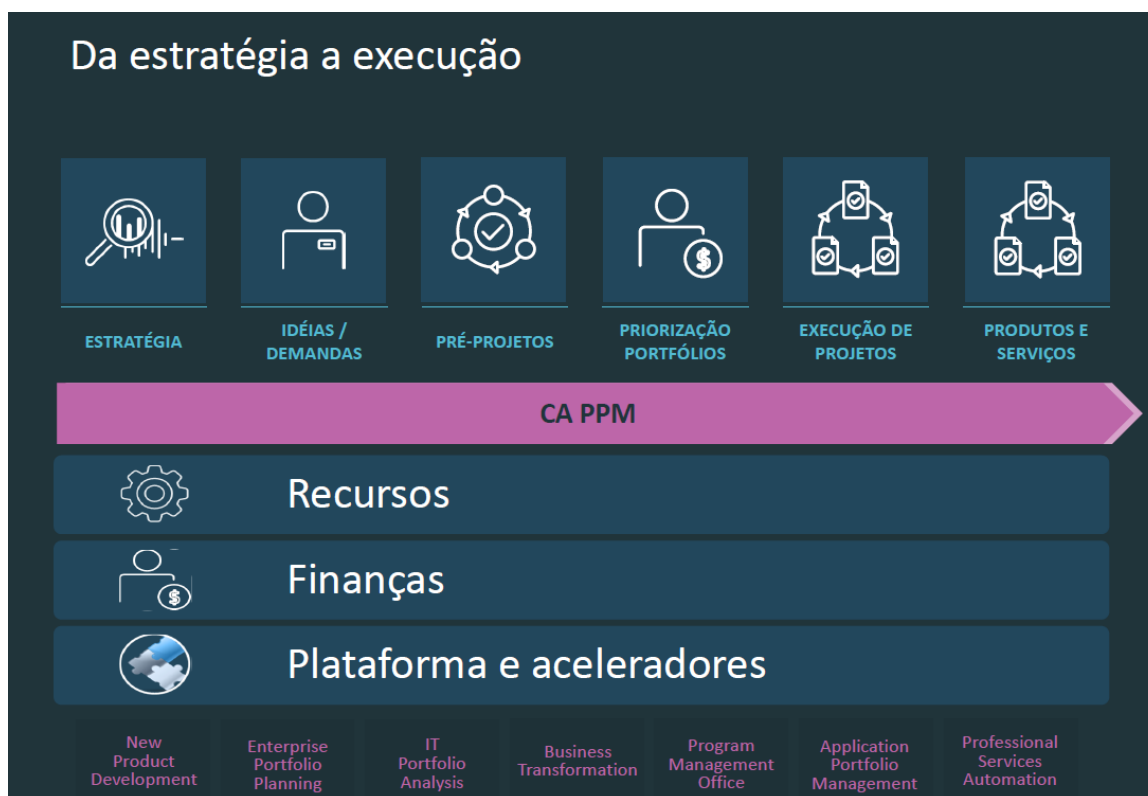 Da estratégia a execução
ESTRATÉGIA
IDÉIAS /
DEMANDAS
PRÉ-PROJETOS
PRIORIZAÇÃO
PORTFÓLIOS
EXECUÇÃO DE
PROJETOS
PRODUTOS E
SERVIÇOS
CA PPM
Recursos
Finanças
Plataforma e aceleradores
New
Product
Development
Enterprise
Portfolio
Planning
IT
Portfolio
Analysis
Business
Transformation
Program
Management
Office
Application
Portfolio
Management
Professional
Services
Automation